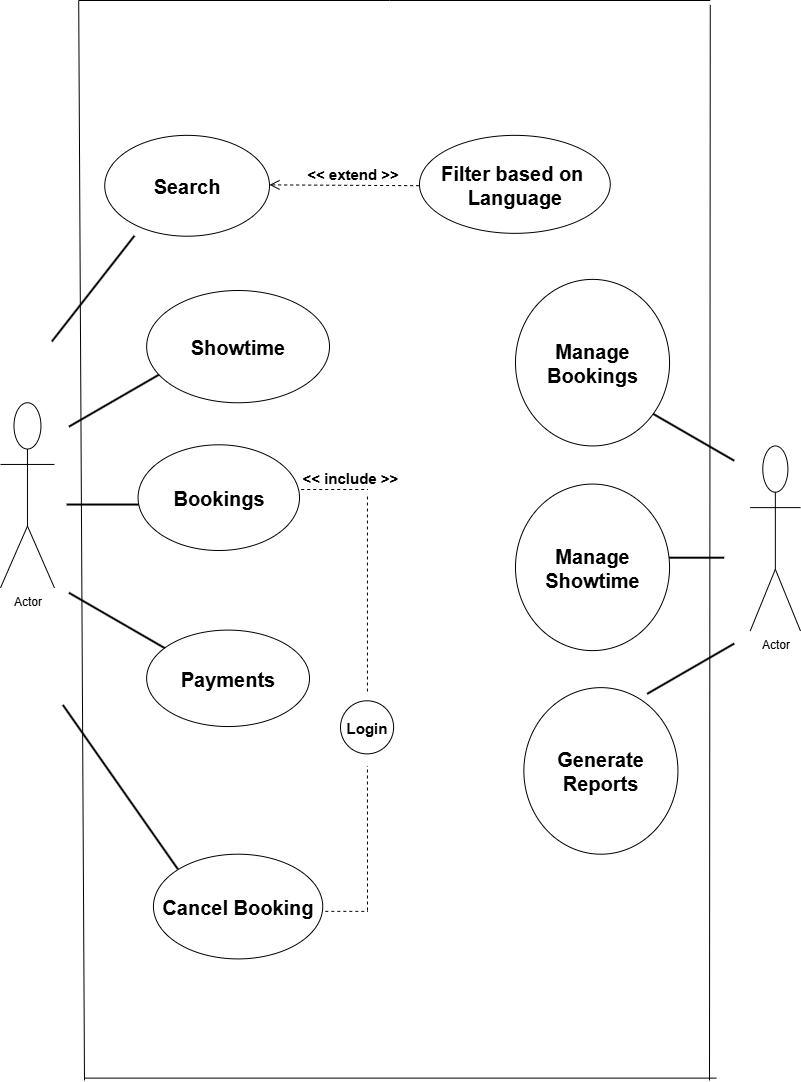 Search
<< extend >>
Filter based on
Language
Showtime
Manage
Bookings
Bookings
<< include >>
Manage
Showtime
Actor
Actor
Payments
Login
Generate
Reports
Cancel Booking